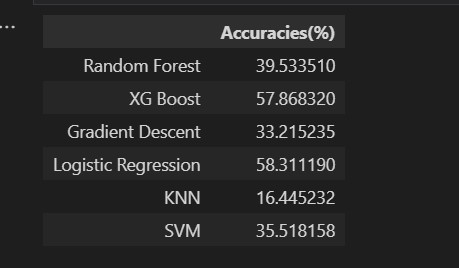 ...
Accuracies(%)
Random Forest 39.533510
XG Boost 57.868320
Gradient Descent 33.215235
Logistic Regression 58.311190
KNN 16.445232
SVM 35.518158